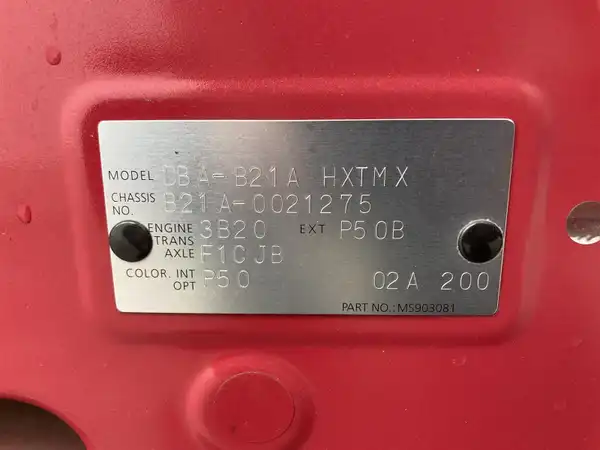 MODEL DBA-B21A HXTMX
CHASSIS NO. B21A-0021275
ENGINE 3B20 EXT P50B
TRANS AXLE F1CJB
COLOR. INT OPT P50 02A 200
PART NO.: MS903081